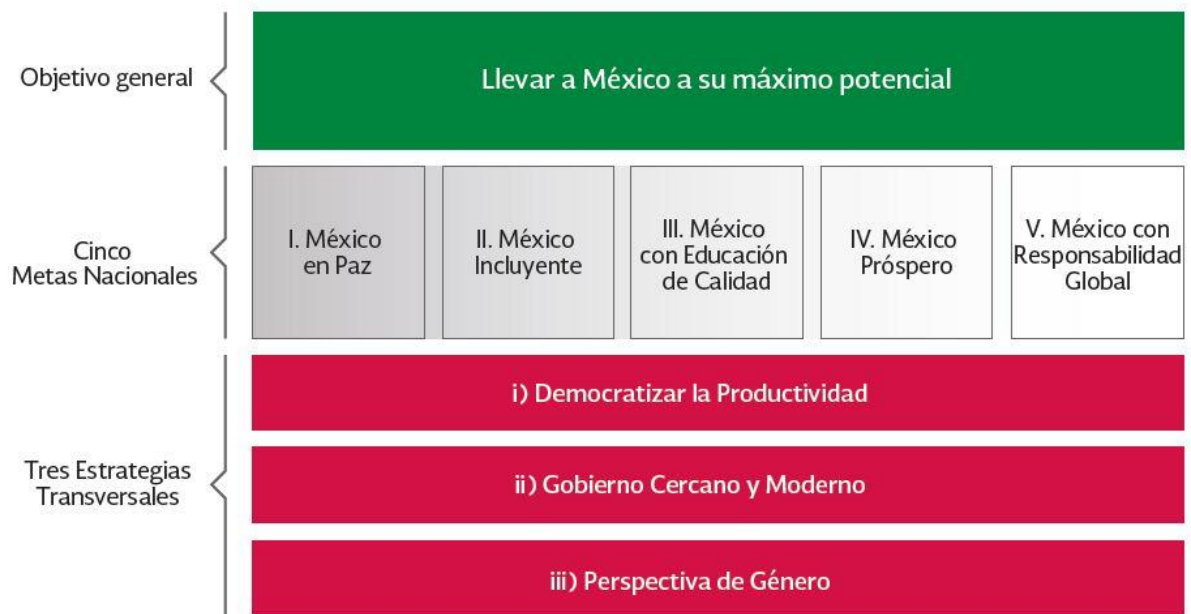 Objetivo general
Llevar a México a su máximo potencial
Cinco
Metas Nacionales
I. México
en Paz
II. México
Incluyente
III. México
con Educación
de Calidad
IV. México
Próspero
V. México con
Responsabilidad
Global
Tres Estrategias
Transversales
i) Democratizar la Productividad
ii) Gobierno Cercano y Moderno
iii) Perspectiva de Género